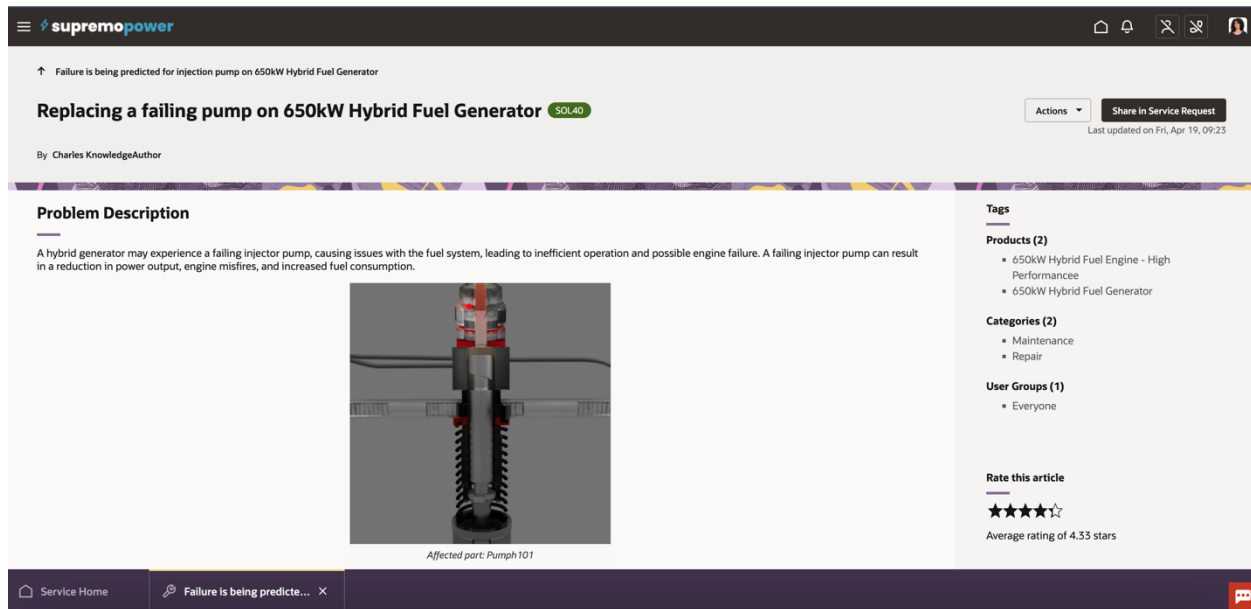 supremopower
Failure is being predicted for injection pump on 650kW Hybrid Fuel Generator
Replacing a failing pump on 650kW Hybrid Fuel Generator SOL40
Actions
Share in Service Request
Last updated on Fri, Apr 19, 09:23
By Charles KnowledgeAuthor
Problem Description
A hybrid generator may experience a failing injector pump, causing issues with the fuel system, leading to inefficient operation and possible engine failure. A failing injector pump can result
in a reduction in power output, engine misfires, and increased fuel consumption.
Affected part: Pumph101
Tags
Products (2)
650kW Hybrid Fuel Engine - High
Performancee
650kW Hybrid Fuel Generator
Categories (2)
Maintenance
Repair
User Groups (1)
Everyone
Rate this article
Average rating of 4.33 stars
Service Home
Failure is being predicte...